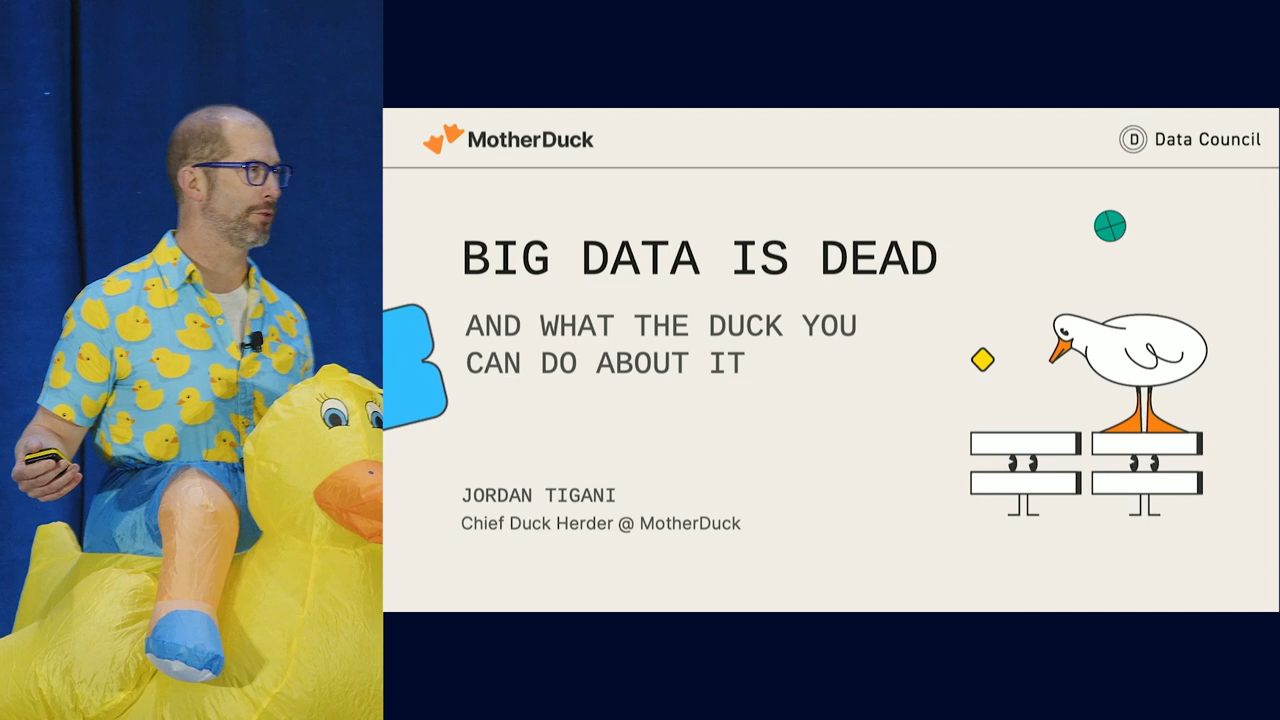 MotherDuck
Data Council
BIG DATA IS DEAD
AND WHAT THE DUCK YOU
CAN DO ABOUT IT
JORDAN TIGANI
Chief Duck Herder @ MotherDuck